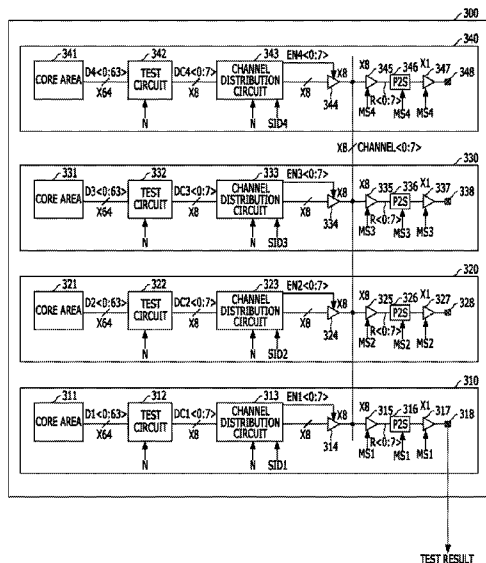 300
340
341
D4<0:63>
342
DC4<0:7>
343
EN4<0:7>
CORE AREA
TEST CIRCUIT
CHANNEL DISTRIBUTION CIRCUIT
X64
X8
X8
X8
344
X8
345
346
X1
347
348
P2S
R<0:7>
MS4
MS4
MS4
N
N
SID4
X8
CHANNEL<0:7>
330
331
D3<0:63>
332
DC3<0:7>
333
EN3<0:7>
CORE AREA
TEST CIRCUIT
CHANNEL DISTRIBUTION CIRCUIT
X64
X8
X8
X8
334
X8
335
336
X1
337
338
P2S
R<0:7>
MS3
MS3
MS3
N
N
SID3
320
321
D2<0:63>
322
DC2<0:7>
323
EN2<0:7>
CORE AREA
TEST CIRCUIT
CHANNEL DISTRIBUTION CIRCUIT
X64
X8
X8
X8
324
X8
325
326
X1
327
328
P2S
R<0:7>
MS2
MS2
MS2
N
N
SID2
310
311
D1<0:63>
312
DC1<0:7>
313
EN1<0:7>
CORE AREA
TEST CIRCUIT
CHANNEL DISTRIBUTION CIRCUIT
X64
X8
X8
X8
314
X8
315
316
X1
317
318
P2S
R<0:7>
MS1
MS1
MS1
N
N
SID1
TEST RESULT